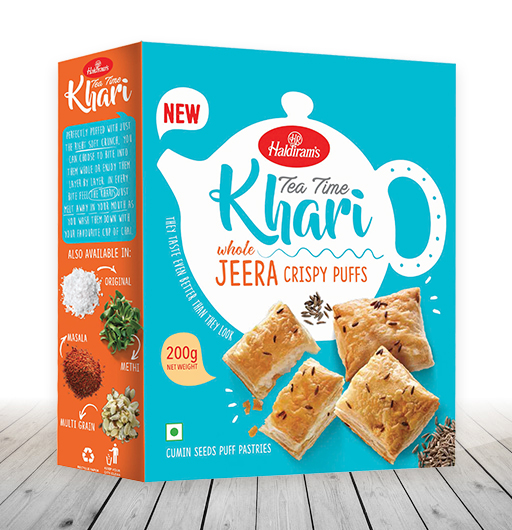 Haldiram's
Tea Time
Khari
PERFECTLY PUFFED WITH JUST
THE RIGHT SOFT CRUNCH, YOU
CAN CHOOSE TO BITE INTO
THEM WHOLE OR ENJOY THEM
LAYER BY LAYER. IN EVERY
BITE FEEL THE KHARIS JUST
MELT AWAY IN YOUR MOUTH AS
YOU WASH THEM DOWN WITH
YOUR FAVOURITE CUP OF CHAI.
ALSO AVAILABLE IN:
ORIGINAL
METHI
MASALA
MULTI GRAIN
NEW
HR
Haldiram's
Tea Time
Khari
whole
JEERA CRISPY PUFFS
THEY TASTE EVEN BETTER THAN THEY LOOK
200g
NET WEIGHT
CUMIN SEEDS PUFF PASTRIES